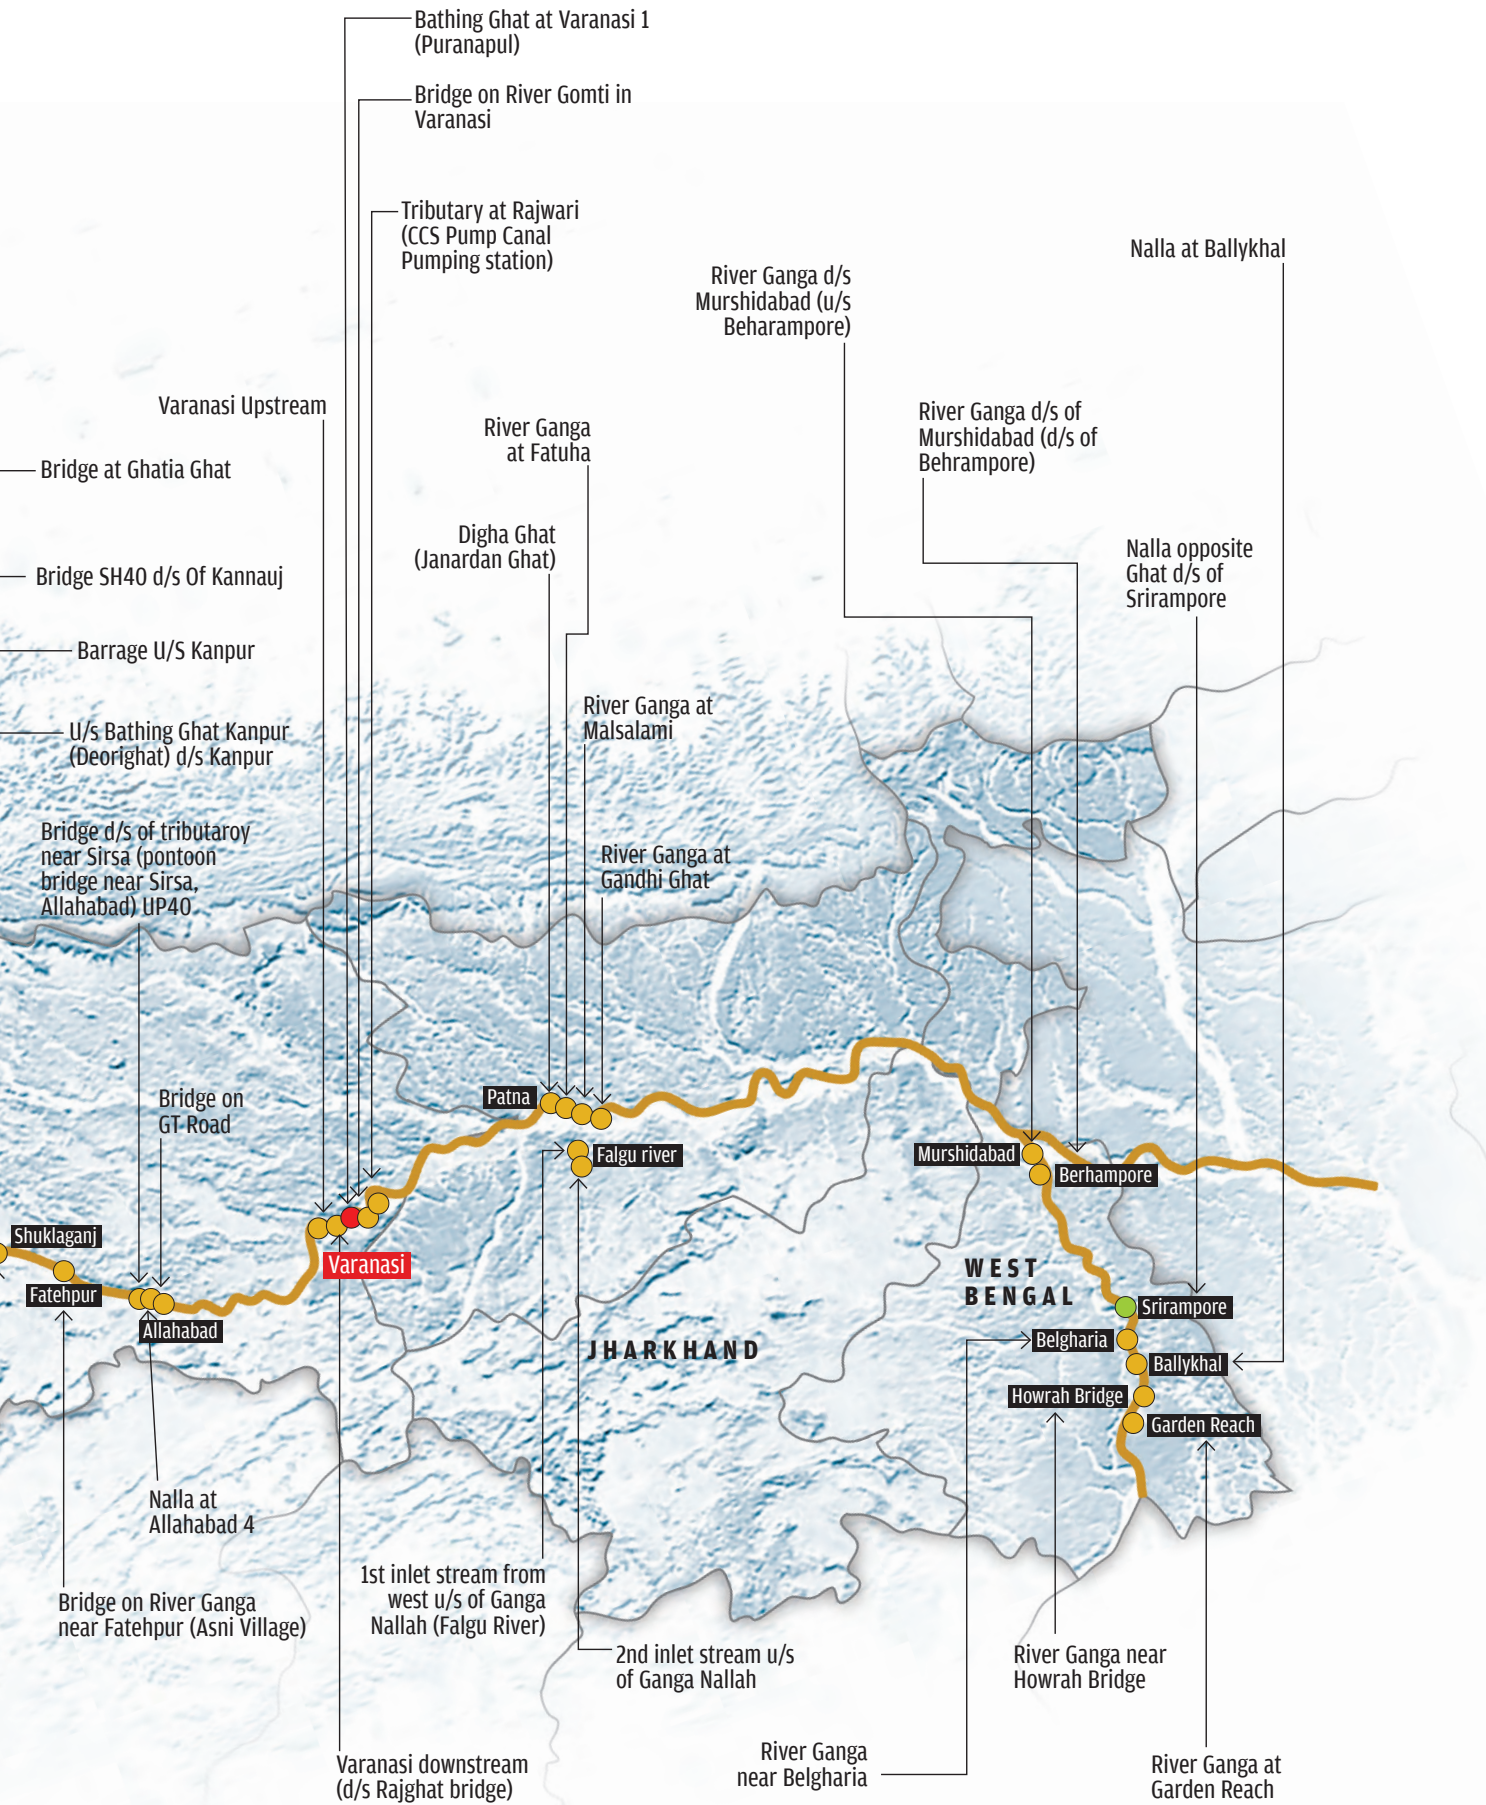 Bathing Ghat at Varanasi 1
(Puranapul)
Bridge on River Gomti in
Varanasi
Tributary at Rajwari
(CCS Pump Canal
Pumping station)
Nalla at Ballykhal
River Ganga d/s
Murshidabad (u/s
Beharampore)
Varanasi Upstream
River Ganga
at Fatuha
River Ganga d/s of
Murshidabad (d/s of
Behrampore)
Bridge at Ghatia Ghat
Digha Ghat
(Janardan Ghat)
Nalla opposite
Ghat d/s of
Srirampore
Bridge SH40 d/s Of Kannauj
Barrage U/S Kanpur
River Ganga at
Malsalami
U/s Bathing Ghat Kanpur
(Deorighat) d/s Kanpur
Bridge d/s of tributaroy
near Sirsa (pontoon
bridge near Sirsa,
Allahabad) UP40
River Ganga at
Gandhi Ghat
Bridge on
GT Road
Patna
Falgu river
Murshidabad
Berhampore
Shuklaganj
Varanasi
Fatehpur
Allahabad
WEST
BENGAL
Srirampore
JHARKHAND
Belgharia
Ballykhal
Howrah Bridge
Garden Reach
Nalla at
Allahabad 4
Bridge on River Ganga
near Fatehpur (Asni Village)
1st inlet stream from
west u/s of Ganga
Nallah (Falgu River)
2nd inlet stream u/s
of Ganga Nallah
River Ganga near
Howrah Bridge
Varanasi downstream
(d/s Rajghat bridge)
River Ganga
near Belgharia
River Ganga at
Garden Reach